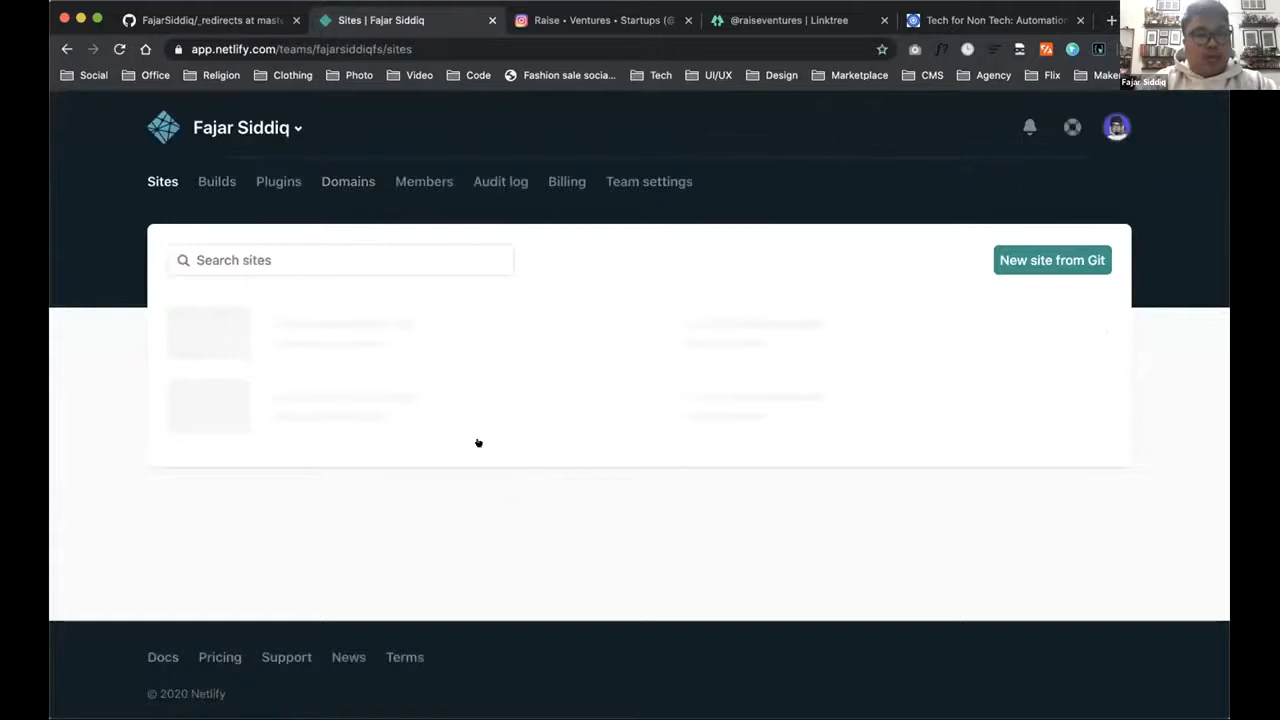 FajarSiddiq/_redirects at maste
Sites | Fajar Siddiq
Raise • Ventures • Startups (@
@raiseventures | Linktree
Tech for Non Tech: Automation
app.netlify.com/teams/fajarsiddiqfs/sites
Social
Office
Religion
Clothing
Photo
Video
Code
Fashion sale socia...
Tech
UI/UX
Design
Marketplace
CMS
Agency
Flix
Maker
Fajar Siddiq
Fajar Siddiq
Sites
Builds
Plugins
Domains
Members
Audit log
Billing
Team settings
Search sites
New site from Git
Docs
Pricing
Support
News
Terms
© 2020 Netlify